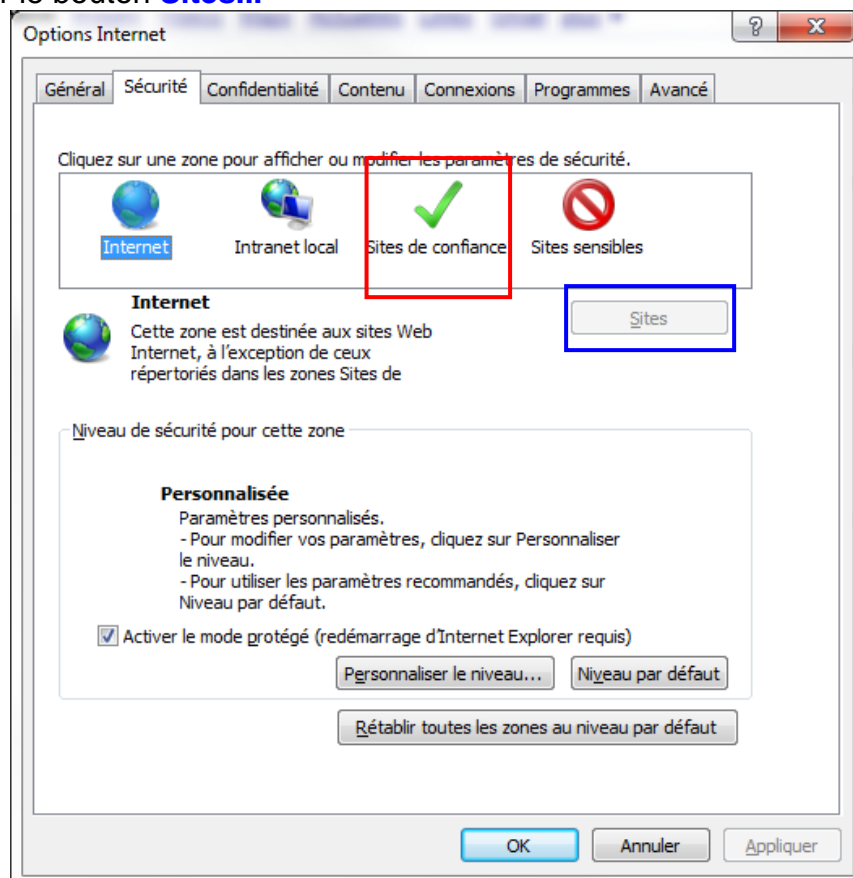 le bouton Sites...
Options Internet
Général Sécurité Confidentialité Contenu Connexions Programmes Avancé
Cliquez sur une zone pour afficher ou modifier les paramètres de sécurité.
Internet Intranet local Sites de confiance Sites sensibles
Internet
Sites
Cette zone est destinée aux sites Web
Internet, à l'exception de ceux
répertoriés dans les zones Sites de
Niveau de sécurité pour cette zone
Personnalisée
Paramètres personnalisés.
- Pour modifier vos paramètres, cliquez sur Personnaliser
le niveau.
- Pour utiliser les paramètres recommandés, cliquez sur
Niveau par défaut.
Activer le mode protégé (redémarrage d'Internet Explorer requis)
Personnaliser le niveau... Niveau par défaut
Rétablir toutes les zones au niveau par défaut
OK Annuler Appliquer